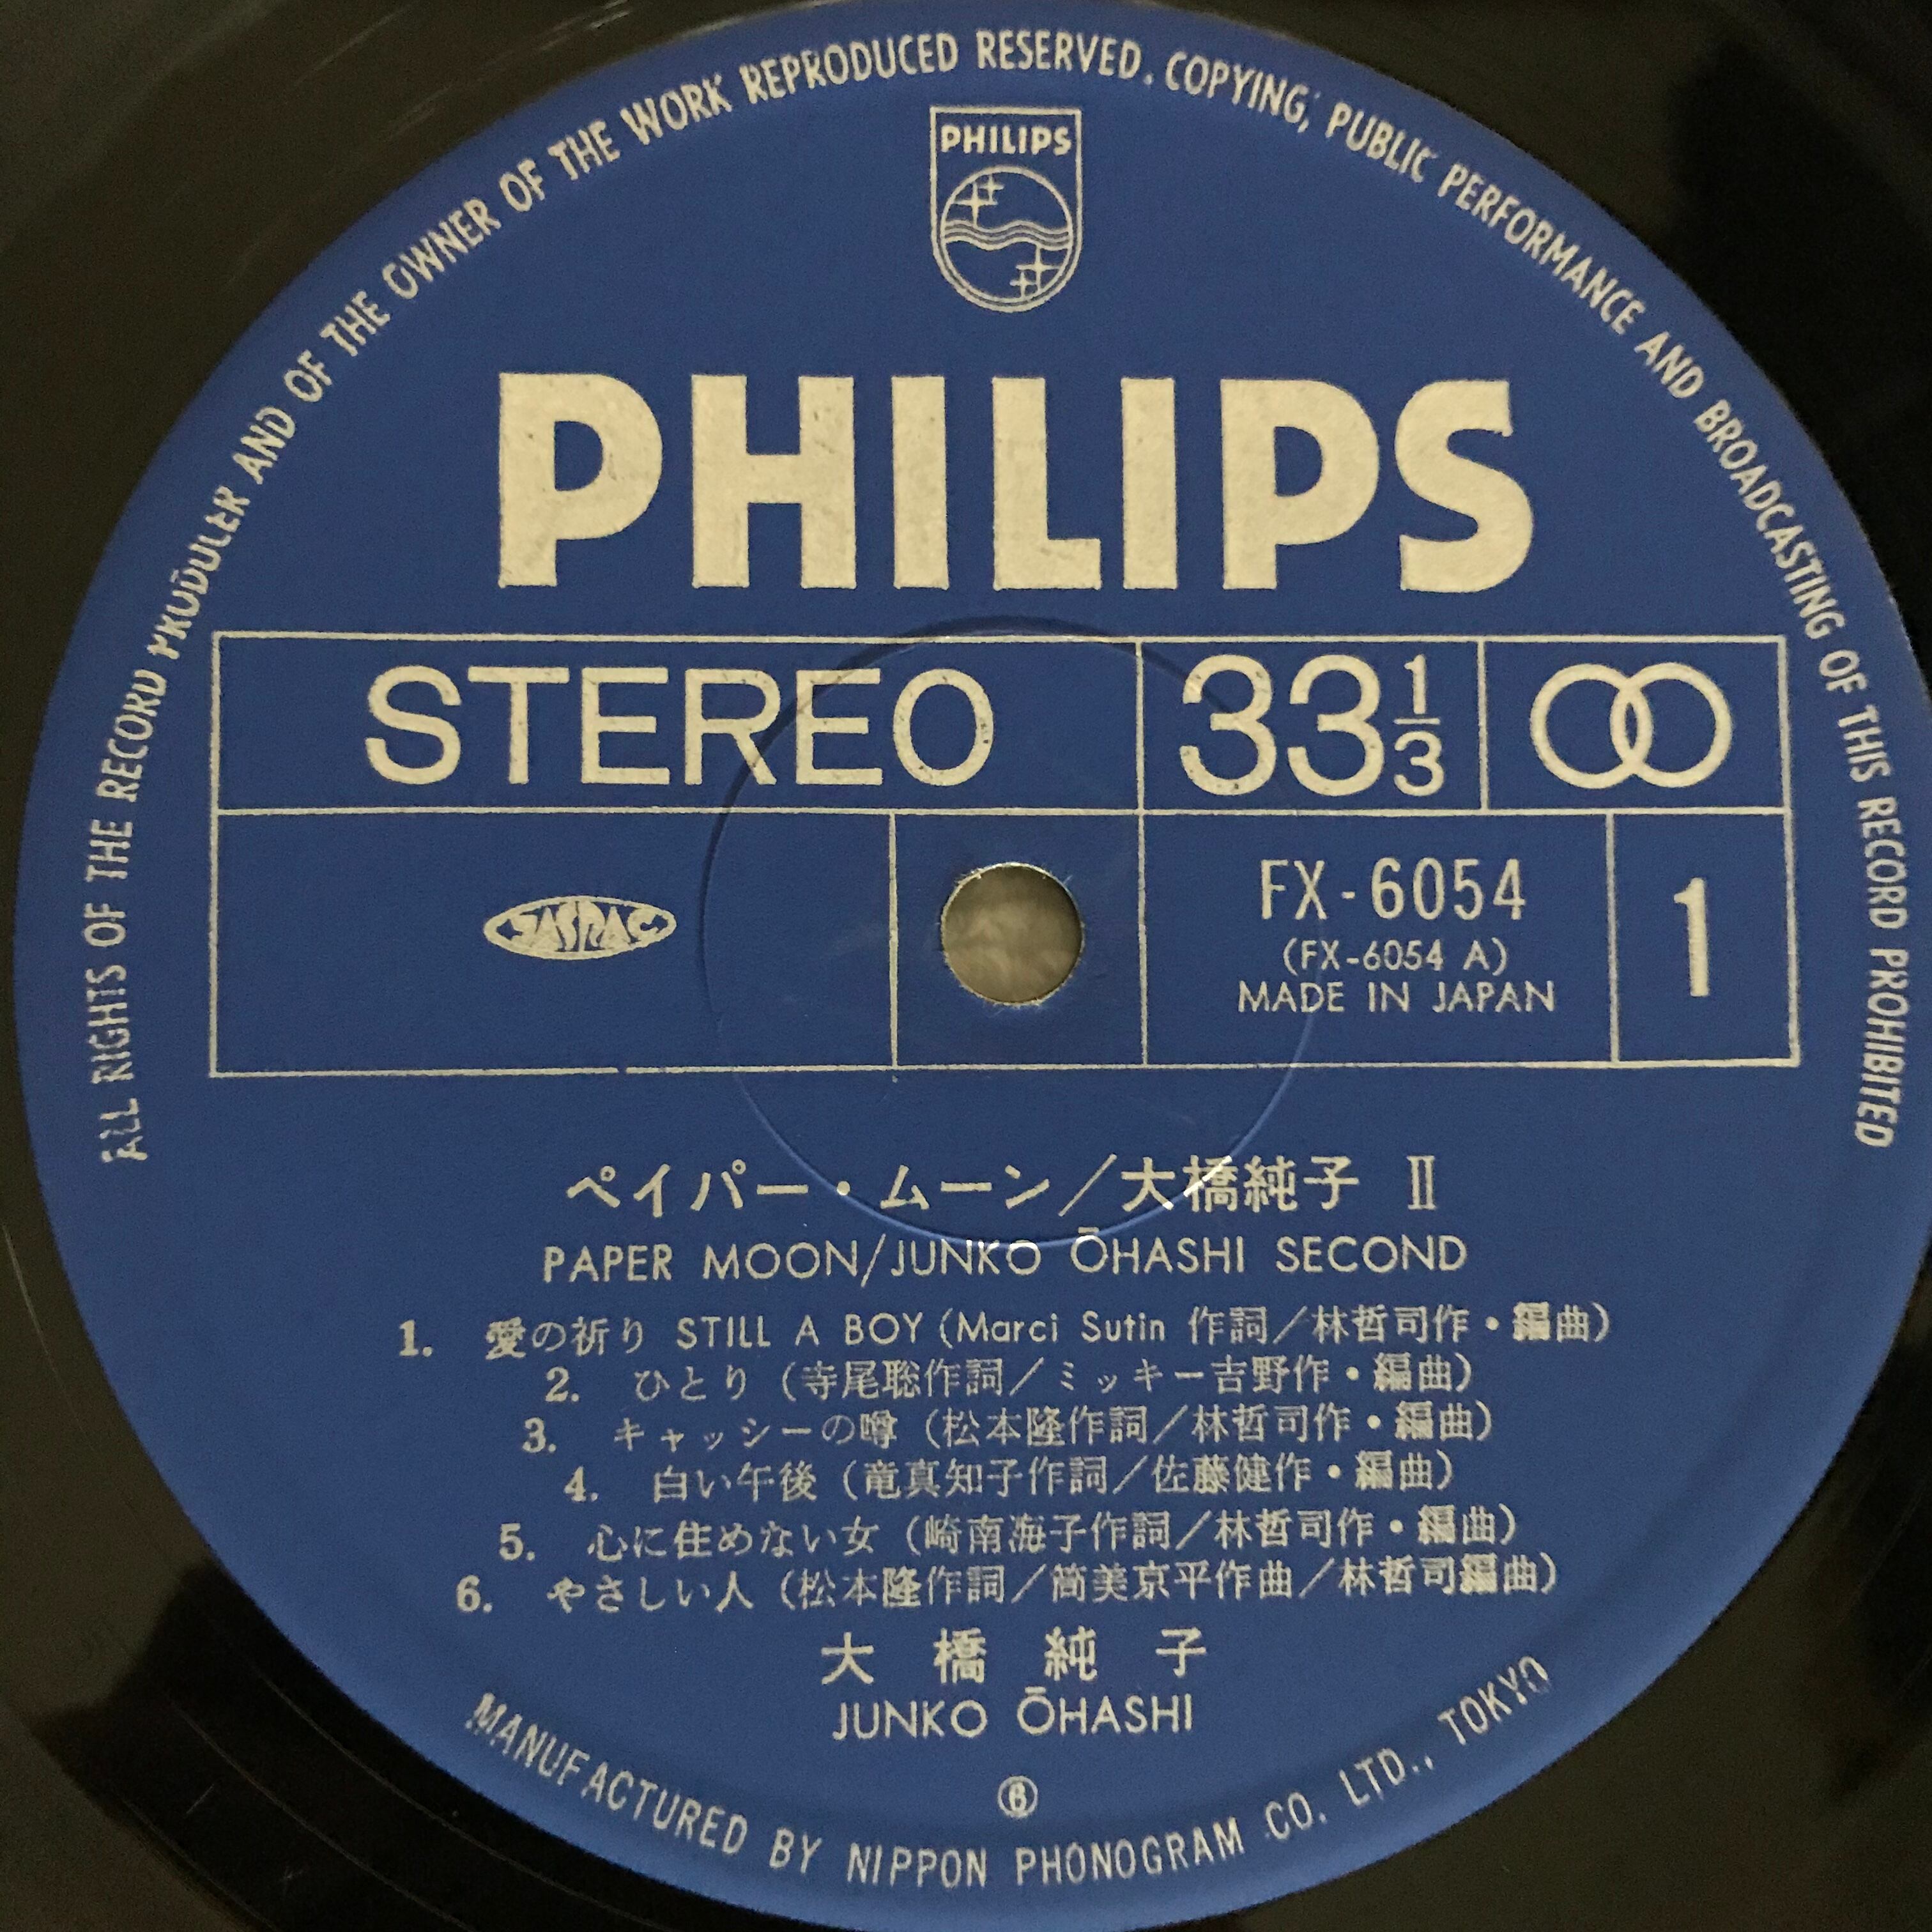 ALL RIGHTS OF THE RECORD PRODUCER AND OF THE OWNER OF THE WORK REPRODUCED RESERVED. COPYING, PUBLIC PERFORMANCE AND BROADCASTING OF THIS RECORD PROHIBITED
PHILIPS
PHILIPS
STEREO 33 1/3
JASRAC
FX-6054
(FX-6054 A)
MADE IN JAPAN
1
ペイパー・ムーン／大橋純子 Ⅱ
PAPER MOON/JUNKO ŌHASHI SECOND
1. 愛の祈り STILL A BOY (Marci Sutin 作詞／林哲司作・編曲)
2. ひとり (寺尾聡作詞／ミッキー吉野作・編曲)
3. キャッシーの噂 (松本隆作詞／林哲司作・編曲)
4. 白い午後 (竜真知子作詞／佐藤健作・編曲)
5. 心に住めない女 (崎南海子作詞／林哲司作・編曲)
6. やさしい人 (松本隆作詞／筒美京平作曲／林哲司編曲)
大橋純子
JUNKO ŌHASHI
MANUFACTURED BY NIPPON PHONOGRAM CO. LTD., TOKYO